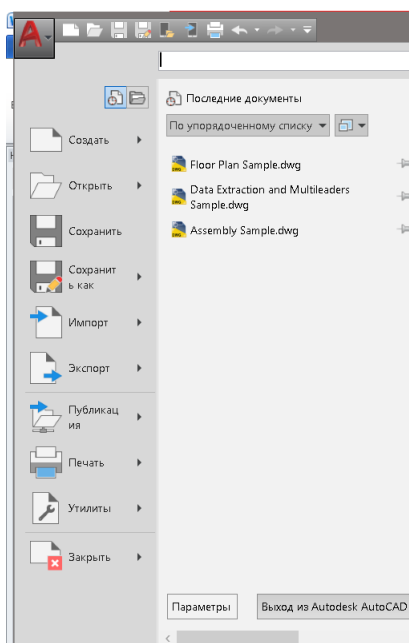 Последние документы
По упорядоченному списку
Создать
Открыть
Сохранить
Сохранит
ь как
Импорт
Экспорт
Публикац
ия
Печать
Утилиты
Закрыть
Floor Plan Sample.dwg
Data Extraction and Multileaders
Sample.dwg
Assembly Sample.dwg
Параметры
Выход из Autodesk AutoCAD